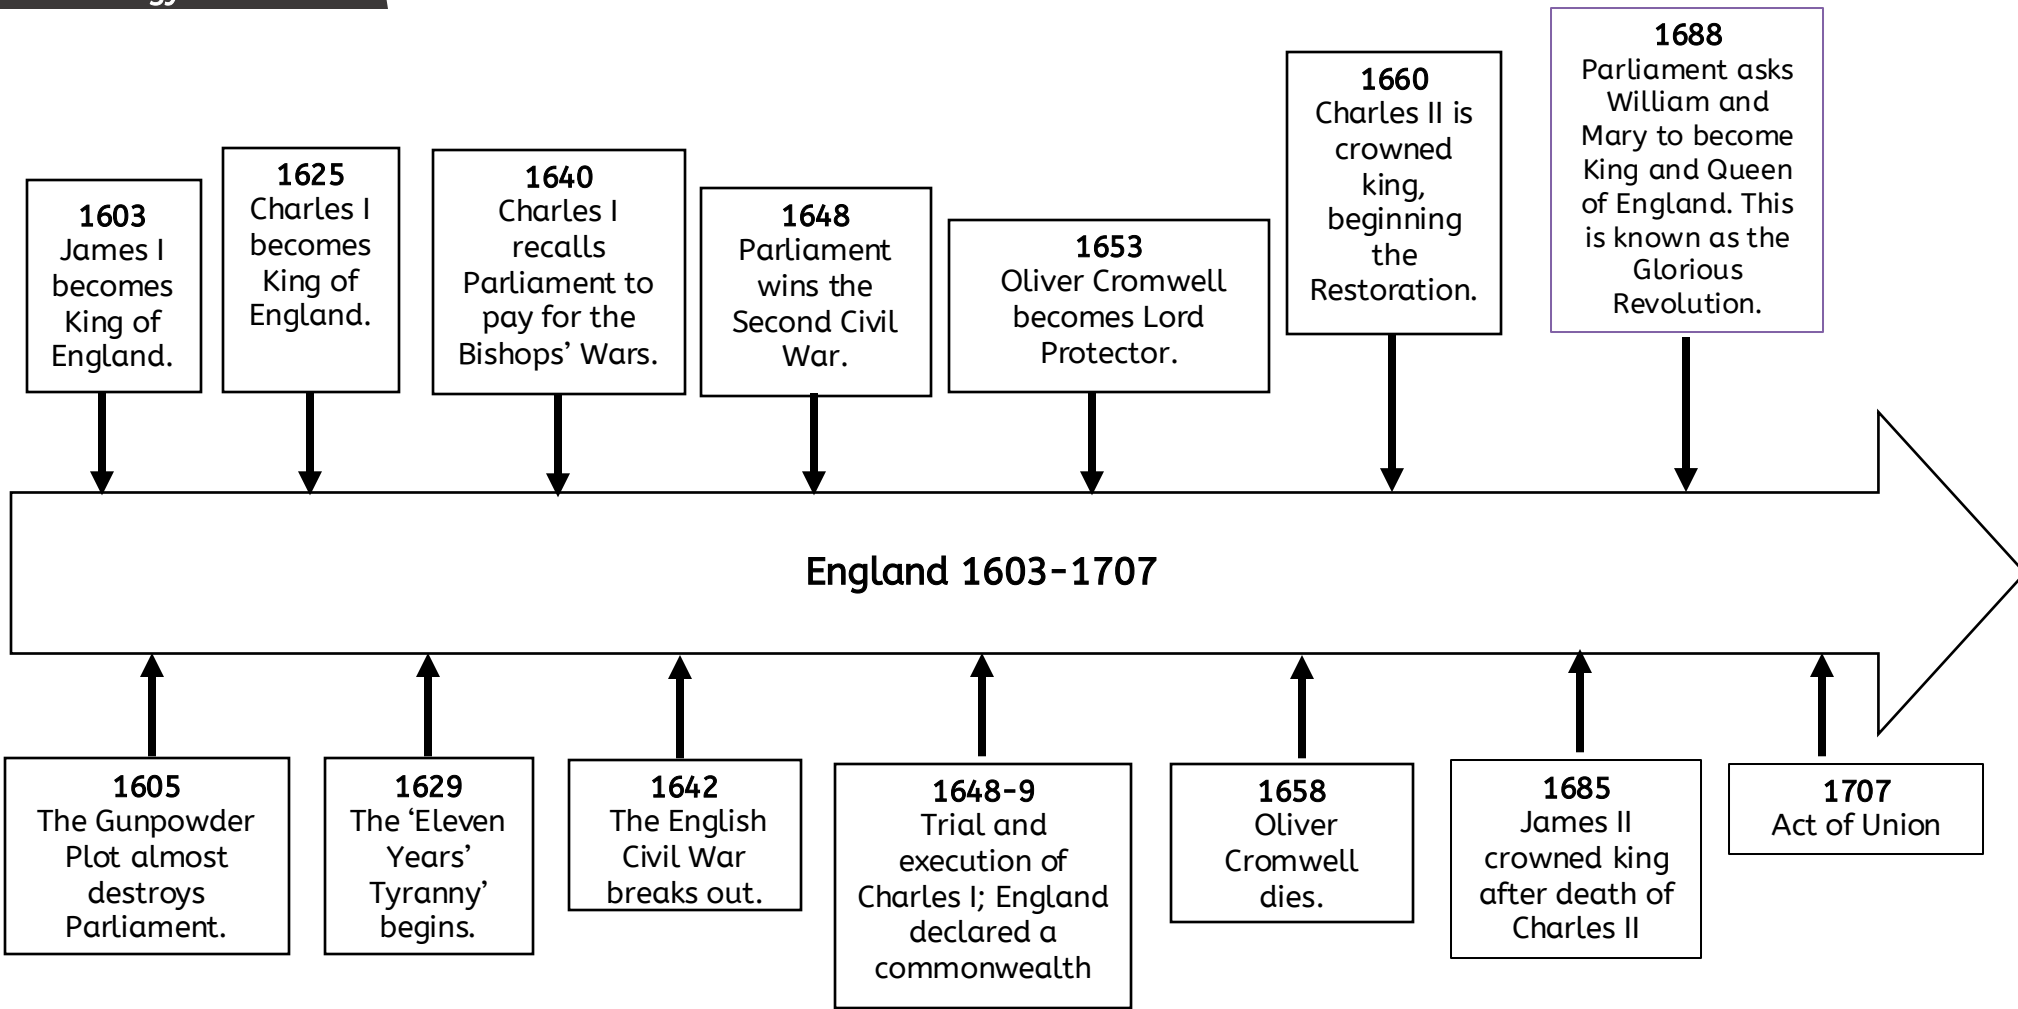 1603
James I
becomes
King of
England.
1625
Charles I
becomes
King of
England.
1640
Charles I
recalls
Parliament to
pay for the
Bishops’ Wars.
1648
Parliament
wins the
Second Civil
War.
1653
Oliver Cromwell
becomes Lord
Protector.
1660
Charles II is
crowned
king,
beginning
the
Restoration.
1688
Parliament asks
William and
Mary to become
King and Queen
of England. This
is known as the
Glorious
Revolution.
England 1603-1707
1605
The Gunpowder
Plot almost
destroys
Parliament.
1629
The ‘Eleven
Years’
Tyranny’
begins.
1642
The English
Civil War
breaks out.
1648-9
Trial and
execution of
Charles I; England
declared a
commonwealth
1658
Oliver
Cromwell
dies.
1685
James II
crowned king
after death of
Charles II
1707
Act of Union